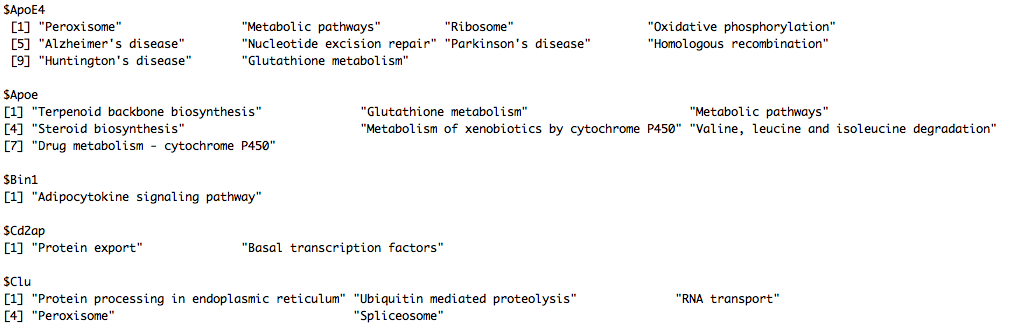 $ApoE4
[1] "Peroxisome" "Metabolic pathways" "Ribosome" "Oxidative phosphorylation"
[5] "Alzheimer's disease" "Nucleotide excision repair" "Parkinson's disease" "Homologous recombination"
[9] "Huntington's disease" "Glutathione metabolism"
$Apoe
[1] "Terpenoid backbone biosynthesis" "Glutathione metabolism" "Metabolic pathways"
[4] "Steroid biosynthesis" "Metabolism of xenobiotics by cytochrome P450" "Valine, leucine and isoleucine degradation"
[7] "Drug metabolism - cytochrome P450"
$Bin1
[1] "Adipocytokine signaling pathway"
$Cd2ap
[1] "Protein export" "Basal transcription factors"
$Clu
[1] "Protein processing in endoplasmic reticulum" "Ubiquitin mediated proteolysis" "RNA transport"
[4] "Peroxisome" "Spliceosome"